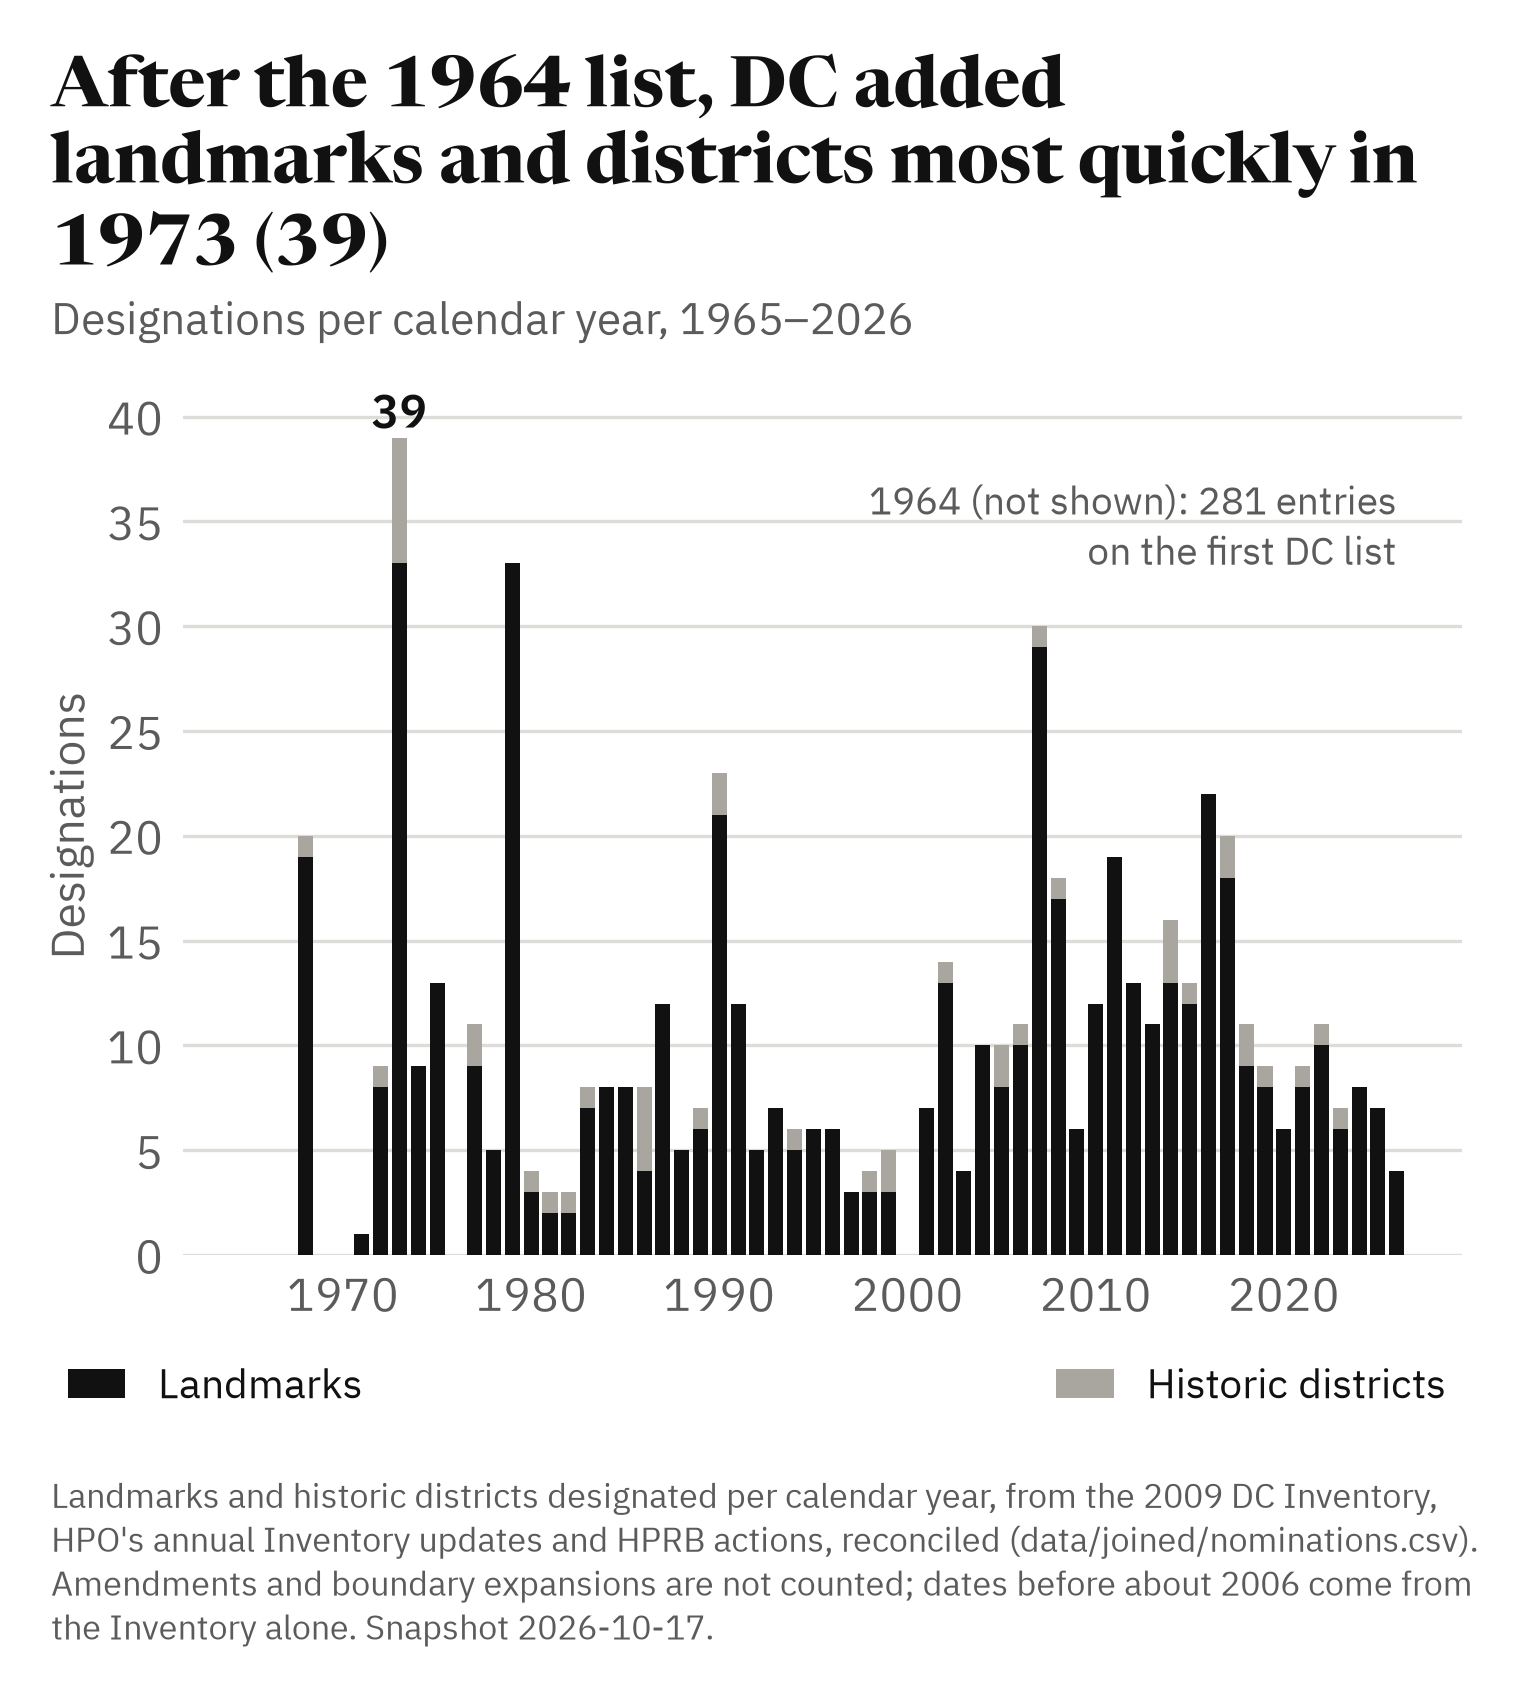 After the 1964 list, DC added
landmarks and districts most quickly in
1973 (39)
Designations per calendar year, 1965–2026
39
40
35
30
25
20
15
10
5
0
Designations
1964 (not shown): 281 entries
on the first DC list
1970 1980 1990 2000 2010 2020
Landmarks Historic districts
Landmarks and historic districts designated per calendar year, from the 2009 DC Inventory,
HPO's annual Inventory updates and HPRB actions, reconciled (data/joined/nominations.csv).
Amendments and boundary expansions are not counted; dates before about 2006 come from
the Inventory alone. Snapshot 2026-10-17.